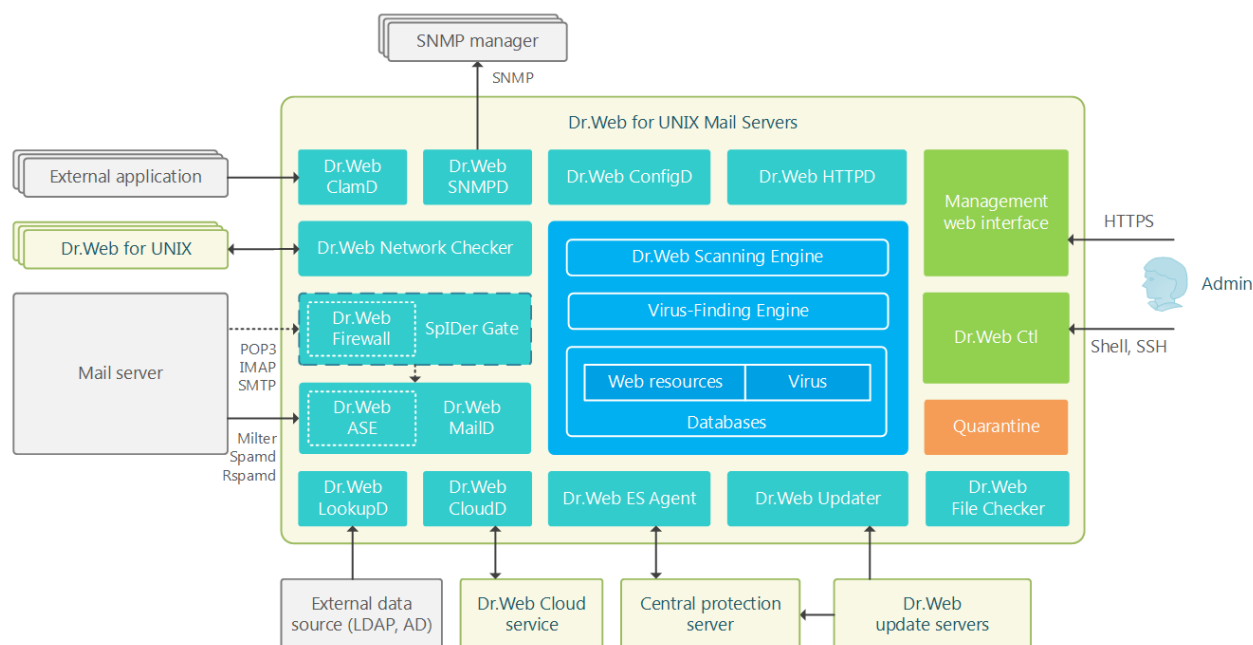 SNMP manager
SNMP
Dr.Web for UNIX Mail Servers
External application
Dr.Web
ClamD
Dr.Web
SNMPD
Dr.Web ConfigD
Dr.Web HTTPD
Management
web interface
HTTPS
Dr.Web for UNIX
Dr.Web Network Checker
Dr.Web Scanning Engine
Admin
Virus-Finding Engine
Mail server
POP3
IMAP
SMTP
Dr.Web
Firewall
SpIDer Gate
Dr.Web Ctl
Shell, SSH
Web resources
Virus
Databases
Milter
Spamd
Rspamd
Dr.Web
ASE
Dr.Web
MailD
Quarantine
Dr.Web
LookupD
Dr.Web
CloudD
Dr.Web ES Agent
Dr.Web Updater
Dr.Web
File Checker
External data
source (LDAP, AD)
Dr.Web Cloud
service
Central protection
server
Dr.Web
update servers